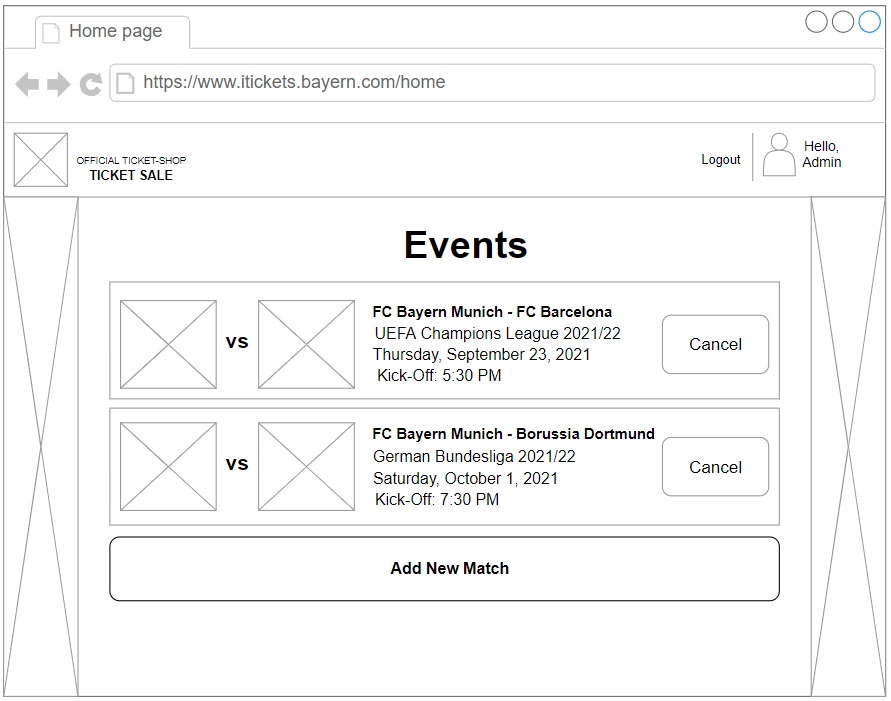 Home page
https://www.itickets.bayern.com/home
OFFICIAL TICKET-SHOP
TICKET SALE
Logout
Hello,
Admin
Events
vs
FC Bayern Munich - FC Barcelona
UEFA Champions League 2021/22
Thursday, September 23, 2021
Kick-Off: 5:30 PM
Cancel
vs
FC Bayern Munich - Borussia Dortmund
German Bundesliga 2021/22
Saturday, October 1, 2021
Kick-Off: 7:30 PM
Cancel
Add New Match